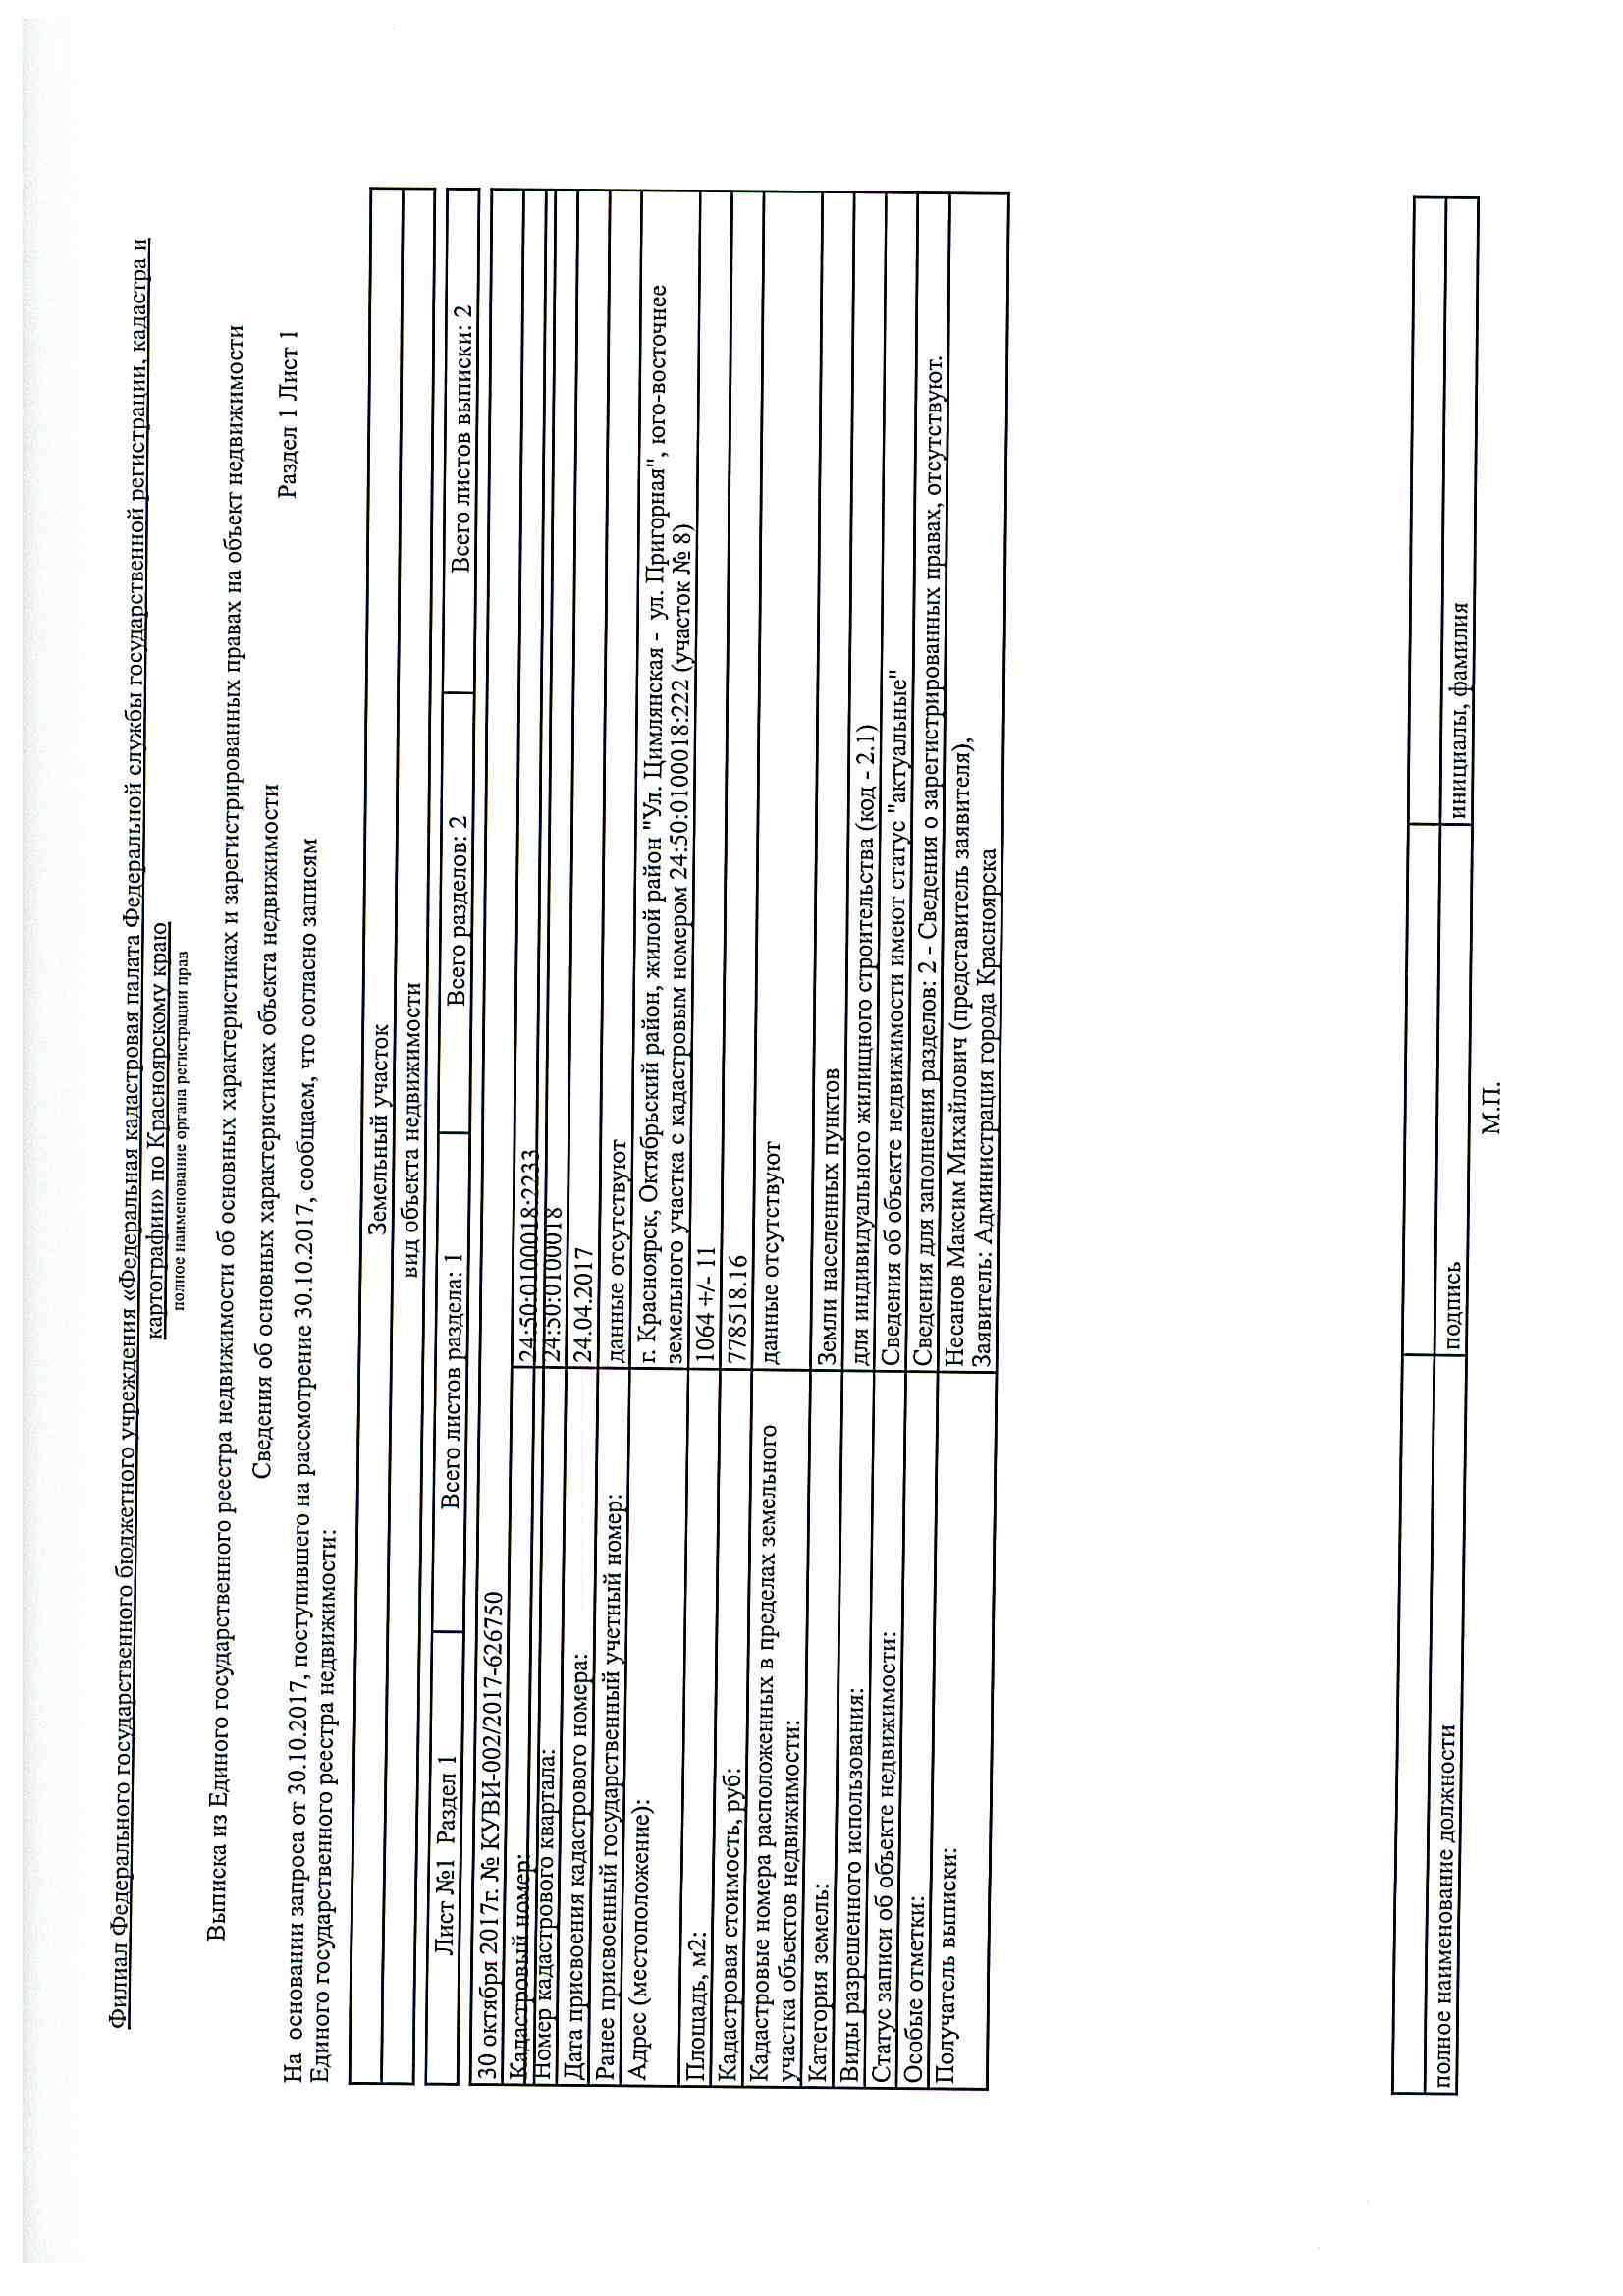 Филиал Федерального государственного бюджетного учреждения «Федеральная кадастровая палата Федеральной службы государственной регистрации, кадастра и
картографии» по Красноярскому краю
полное наименование органа регистрации прав
Выписка из Единого государственного реестра недвижимости об основных характеристиках и зарегистрированных правах на объект недвижимости
Сведения об основных характеристиках объекта недвижимости
Раздел 1 Лист 1
На основании запроса от 30.10.2017, поступившего на рассмотрение 30.10.2017, сообщаем, что согласно записям
Единого государственного реестра недвижимости:
Земельный участок
вид объекта недвижимости
Лист №1 Раздел 1 Всего листов раздела: 1 Всего разделов: 2 Всего листов выписки: 2
30 октября 2017г. № КУВИ-002/2017-626750
Кадастровый номер: 24:50:0100018:2233
Номер кадастрового квартала: 24:50:0100018
Дата присвоения кадастрового номера: 24.04.2017
Ранее присвоенный государственный учетный номер: данные отсутствуют
Адрес (местоположение): г. Красноярск, Октябрьский район, жилой район "Ул. Цимлянская - ул. Пригорная", юго-восточнее
земельного участка с кадастровым номером 24:50:0100018:222 (участок № 8)
Площадь, м2: 1064 +/- 11
Кадастровая стоимость, руб: 778518.16
Кадастровые номера расположенных в пределах земельного
участка объектов недвижимости: данные отсутствуют
Категория земель: Земли населенных пунктов
Виды разрешенного использования: для индивидуального жилищного строительства (код - 2.1)
Статус записи об объекте недвижимости: Сведения об объекте недвижимости имеют статус "актуальные"
Особые отметки: Сведения для заполнения разделов: 2 - Сведения о зарегистрированных правах, отсутствуют.
Получатель выписки: Несанов Максим Михайлович (представитель заявителя),
Заявитель: Администрация города Красноярска
полное наименование должности подпись инициалы, фамилия
М.П.